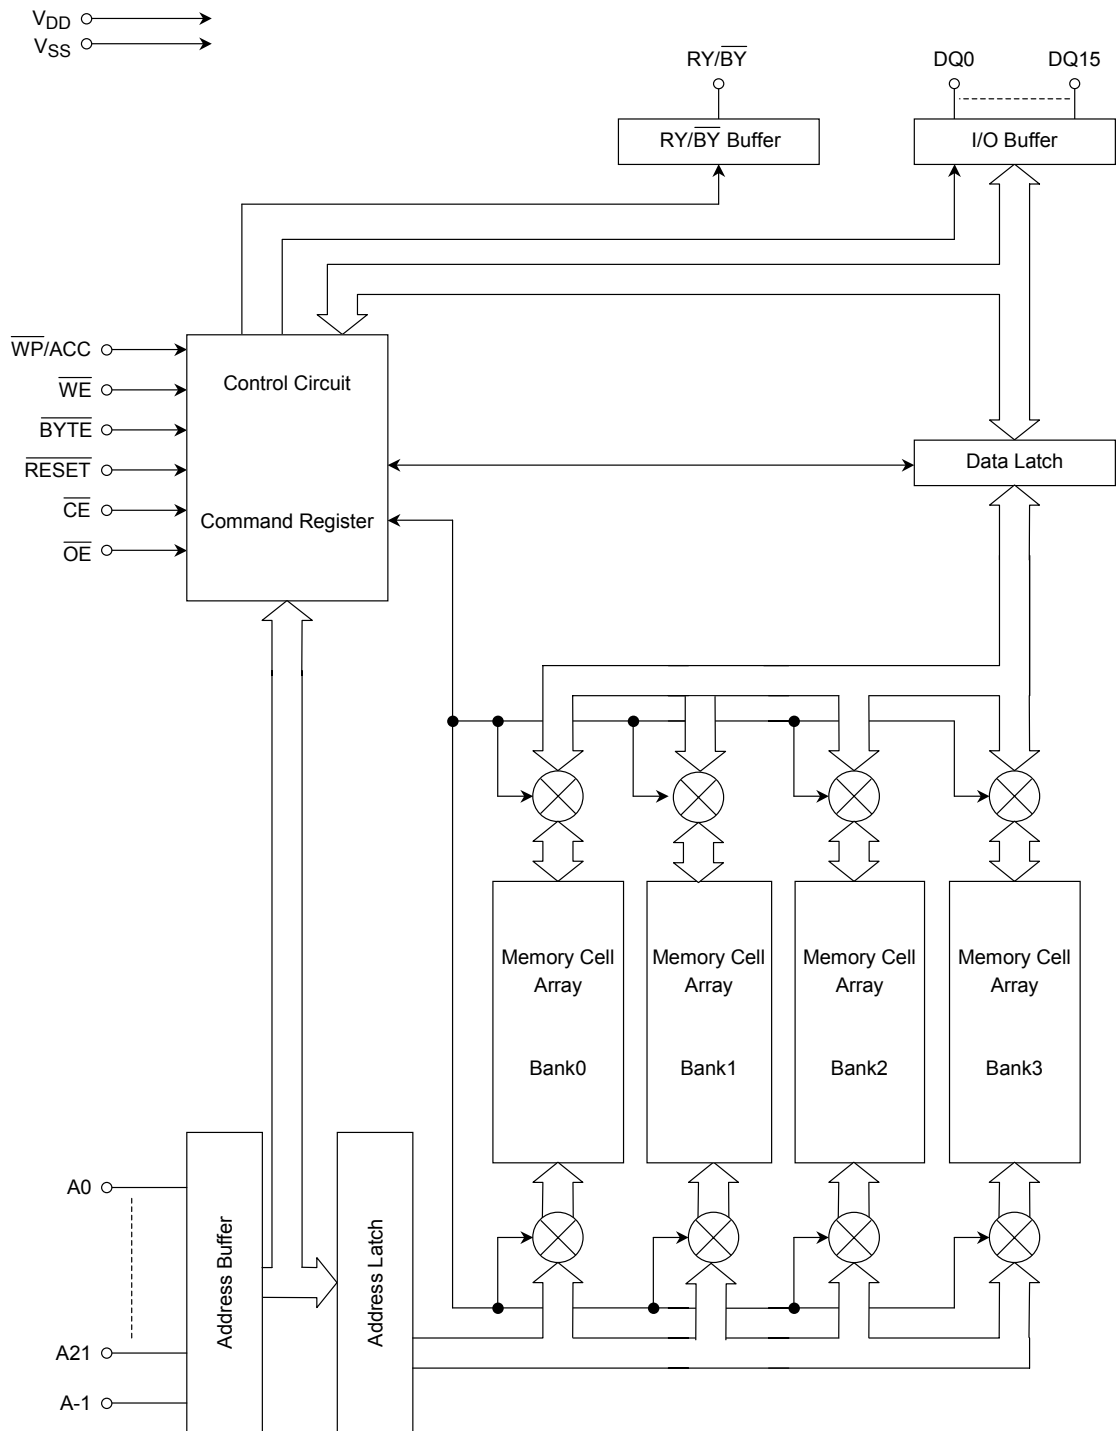 VDD
VSS
RY/BY
DQ0
DQ15
RY/BY Buffer
I/O Buffer
WP/ACC
WE
BYTE
RESET
CE
OE
Control Circuit
Command Register
Data Latch
Memory Cell
Array
Bank0
Memory Cell
Array
Bank1
Memory Cell
Array
Bank2
Memory Cell
Array
Bank3
A0
A21
A-1
Address Buffer
Address Latch